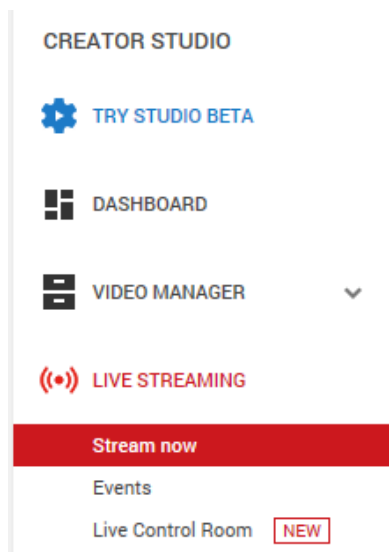 CREATOR STUDIO
TRY STUDIO BETA
DASHBOARD
VIDEO MANAGER
LIVE STREAMING
Stream now
Events
Live Control Room NEW